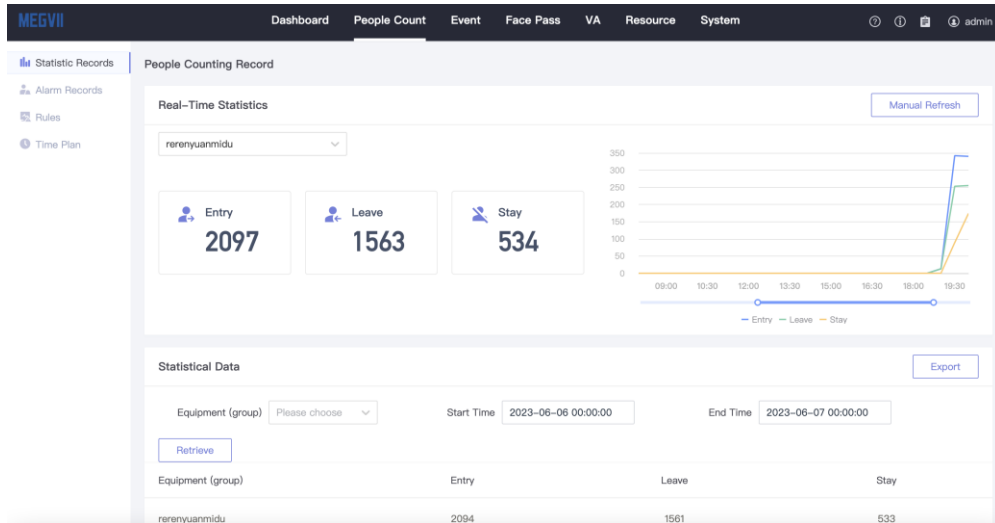 MEGVII Dashboard People Count Event Face Pass VA Resource System admin
Statistic Records
Alarm Records
Rules
Time Plan
People Counting Record
Real-Time Statistics Manual Refresh
rerenyuanmidu
Entry
2097
Leave
1563
Stay
534
350
300
250
200
150
100
50
0
09:00 10:30 12:00 13:30 15:00 16:30 18:00 19:30
Entry Leave Stay
Statistical Data Export
Equipment (group) Please choose Start Time 2023-06-06 00:00:00 End Time 2023-06-07 00:00:00
Retrieve
Equipment (group) Entry Leave Stay
rerenyuanmidu 2094 1561 533